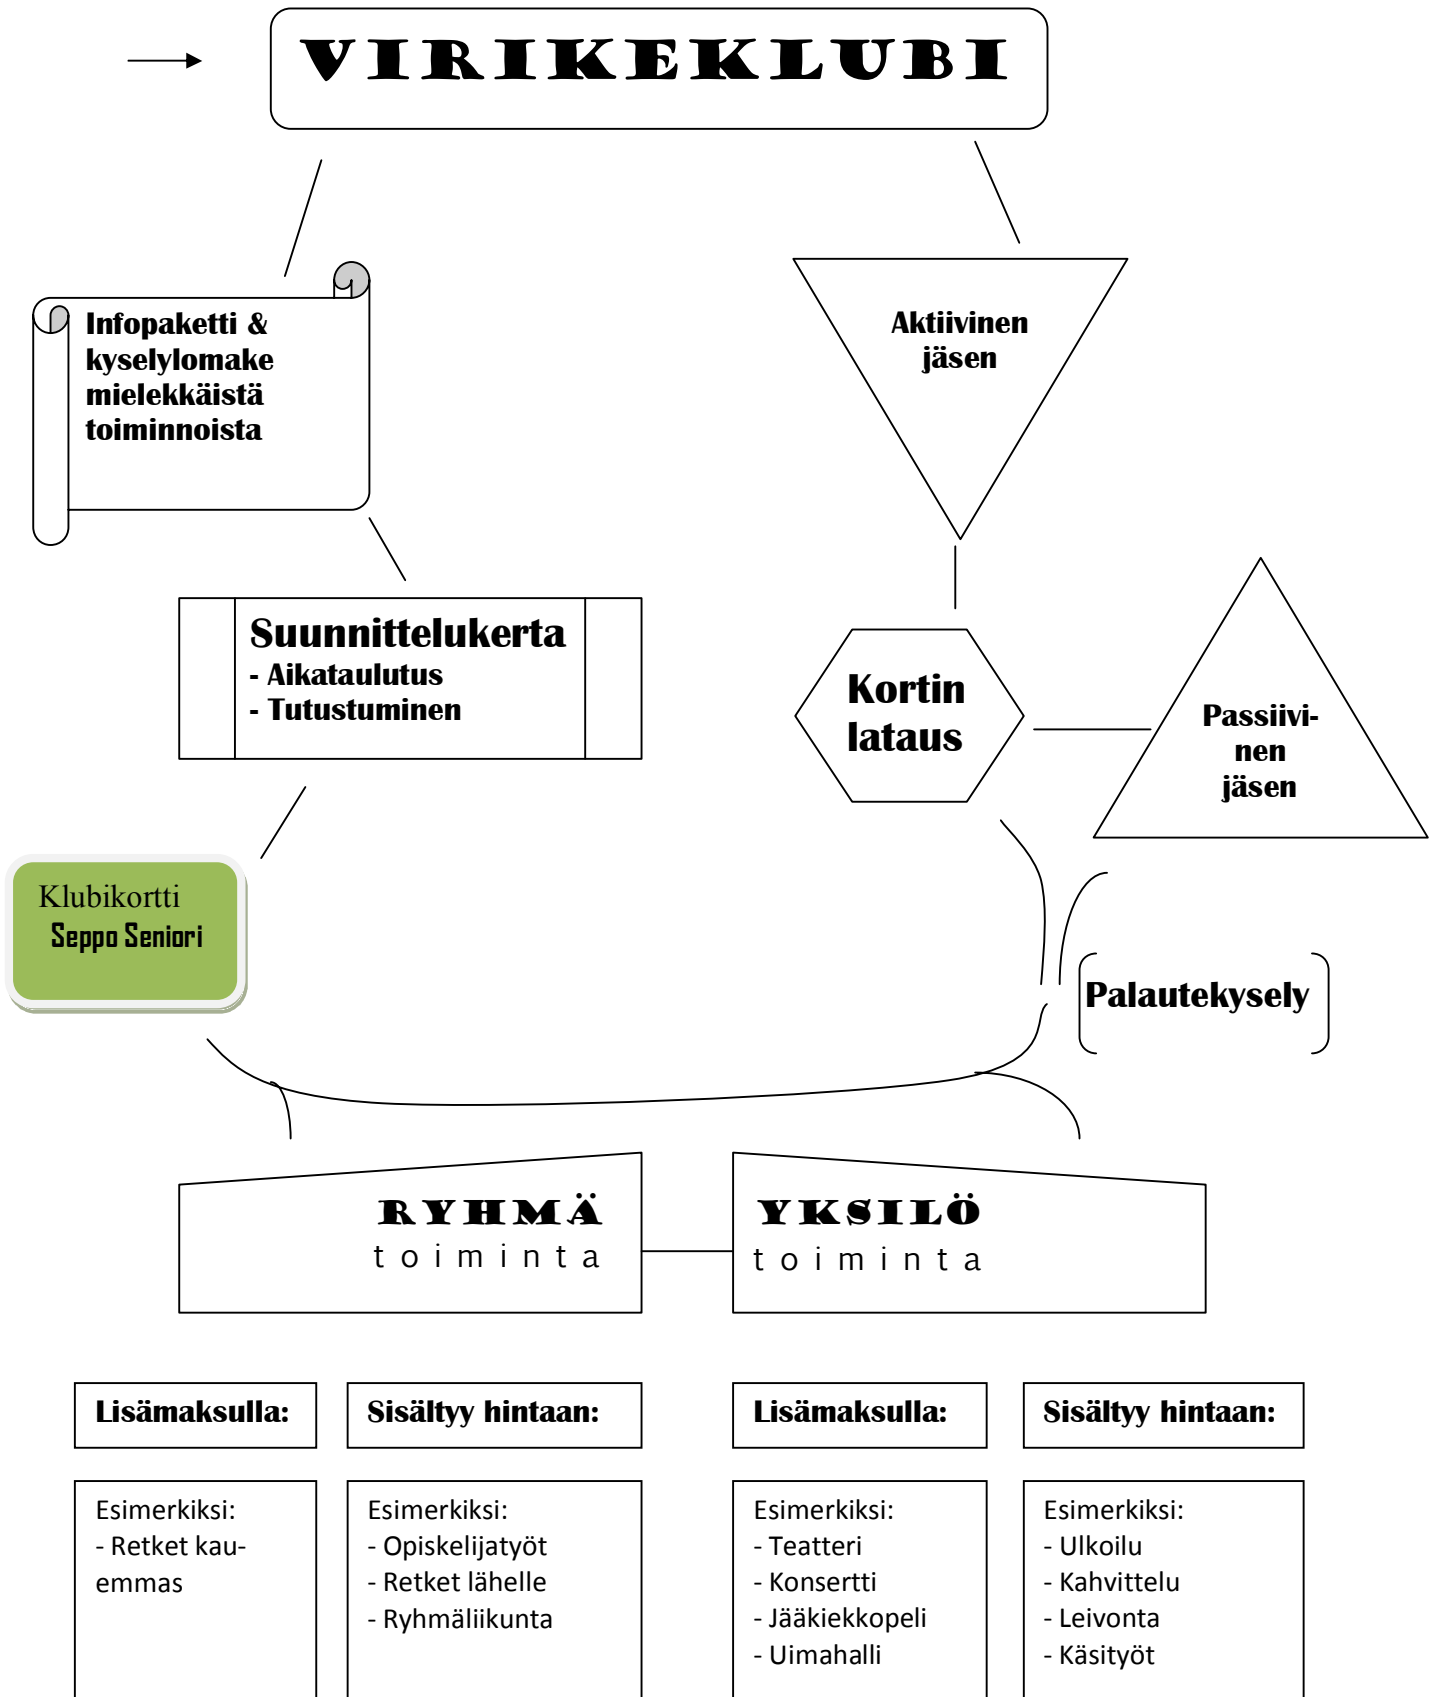 VIRIKEKLUBI
Infopaketti &
kyselylomake
mielekkäistä
toiminnoista
Aktiivinen
jäsen
Suunnittelukerta
- Aikataulutus
- Tutustuminen
Kortin
lataus
Passiivi-
nen
jäsen
Klubikortti
Seppo Seniori
Palautekysely
RYHMÄ
toiminta
YKSILÖ
toiminta
Lisämaksulla:
Sisältyy hintaan:
Lisämaksulla:
Sisältyy hintaan:
Esimerkiksi:
- Retket kau-
emmas
Esimerkiksi:
- Opiskelijatyöt
- Retket lähelle
- Ryhmäliikunta
Esimerkiksi:
- Teatteri
- Konsertti
- Jääkiekkopeli
- Uimahalli
Esimerkiksi:
- Ulkoilu
- Kahvittelu
- Leivonta
- Käsityöt